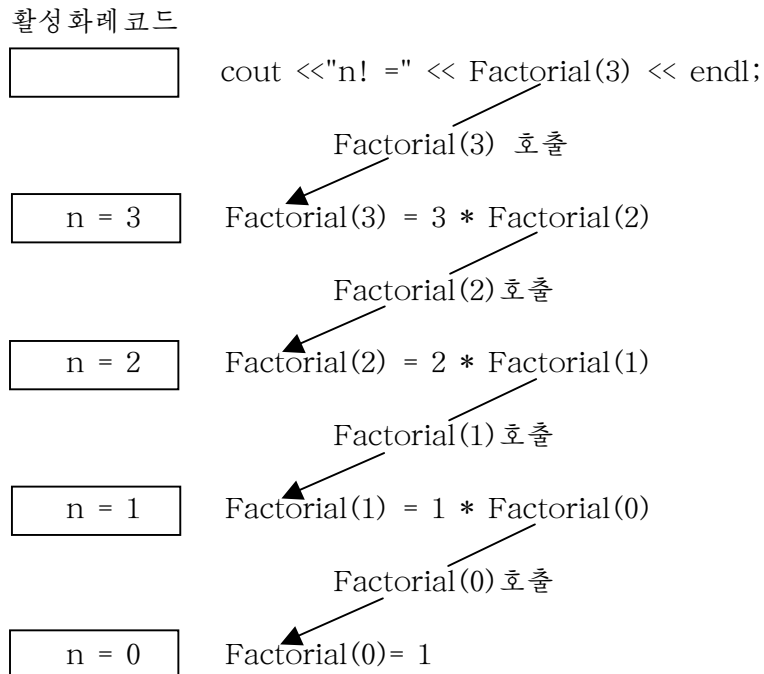 활성화레코드
cout <<"n! =" << Factorial(3) << endl;
Factorial(3) 호출
n = 3 Factorial(3) = 3 * Factorial(2)
Factorial(2)호출
n = 2 Factorial(2) = 2 * Factorial(1)
Factorial(1)호출
n = 1 Factorial(1) = 1 * Factorial(0)
Factorial(0)호출
n = 0 Factorial(0)= 1